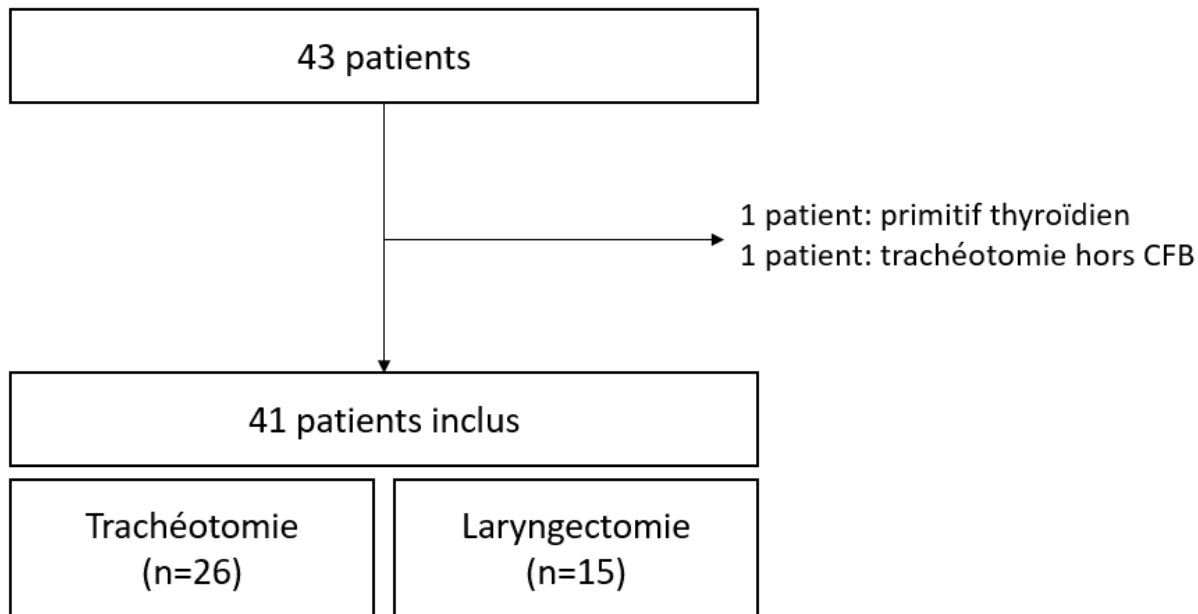 43 patients
1 patient: primitif thyroïdien
1 patient: trachéotomie hors CFB
41 patients inclus
Trachéotomie
(n=26)
Laryngectomie
(n=15)